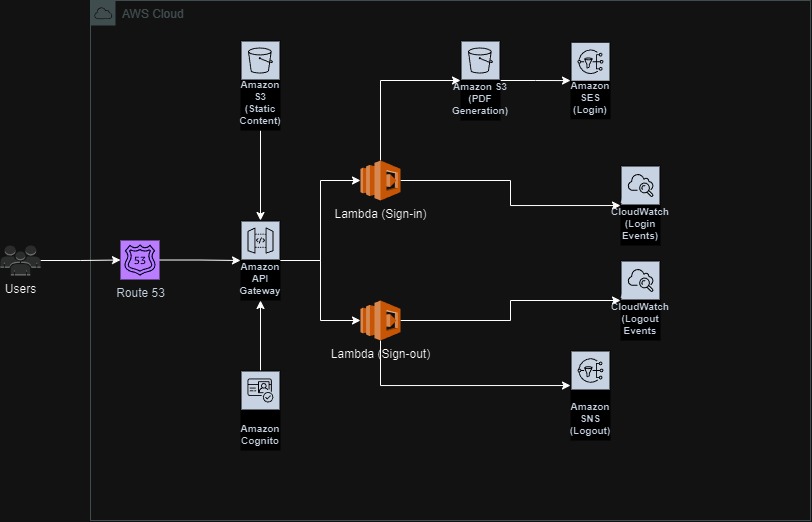 AWS Cloud
Amazon
S3
(Static
Content)
Amazon S3
(PDF
Generation)
Amazon
SES
(Login)
Lambda (Sign-in)
CloudWatch
(Login
Events)
Users
53
Route 53
Amazon
API
Gateway
CloudWatch
(Logout
Events
Lambda (Sign-out)
Amazon
Cognito
Amazon
SNS
(Logout)